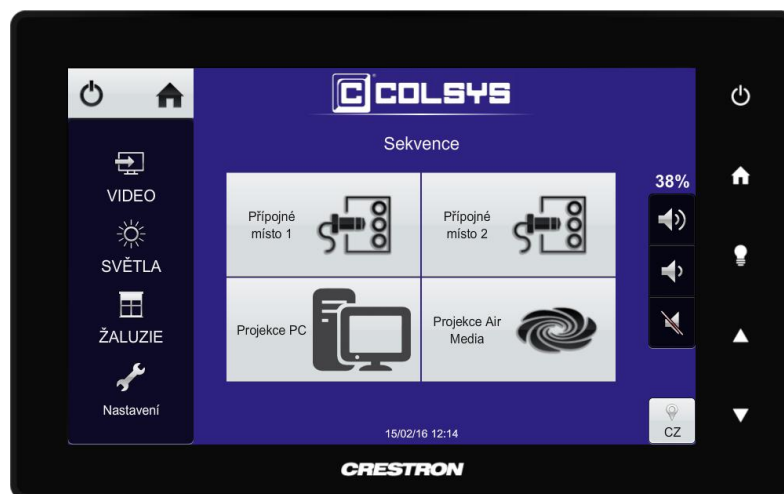 COLSYS
Sekvence
VIDEO
SVĚTLA
ŽALUZIE
Nastavení
Přípojné
místo 1
Přípojné
místo 2
Projekce PC
Projekce Air
Media
38%
CZ
15/02/16 12:14
CRESTRON